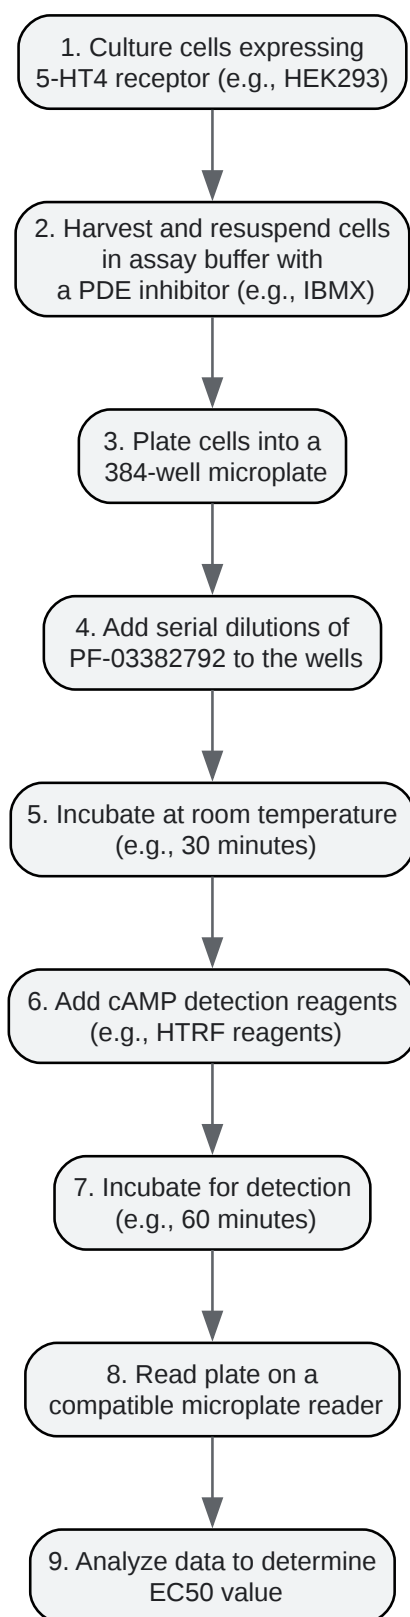 1. Culture cells expressing
5-HT4 receptor (e.g., HEK293)
2. Harvest and resuspend cells
in assay buffer with
a PDE inhibitor (e.g., IBMX)
3. Plate cells into a
384-well microplate
4. Add serial dilutions of
PF-03382792 to the wells
5. Incubate at room temperature
(e.g., 30 minutes)
6. Add cAMP detection reagents
(e.g., HTRF reagents)
7. Incubate for detection
(e.g., 60 minutes)
8. Read plate on a
compatible microplate reader
9. Analyze data to determine
EC50 value